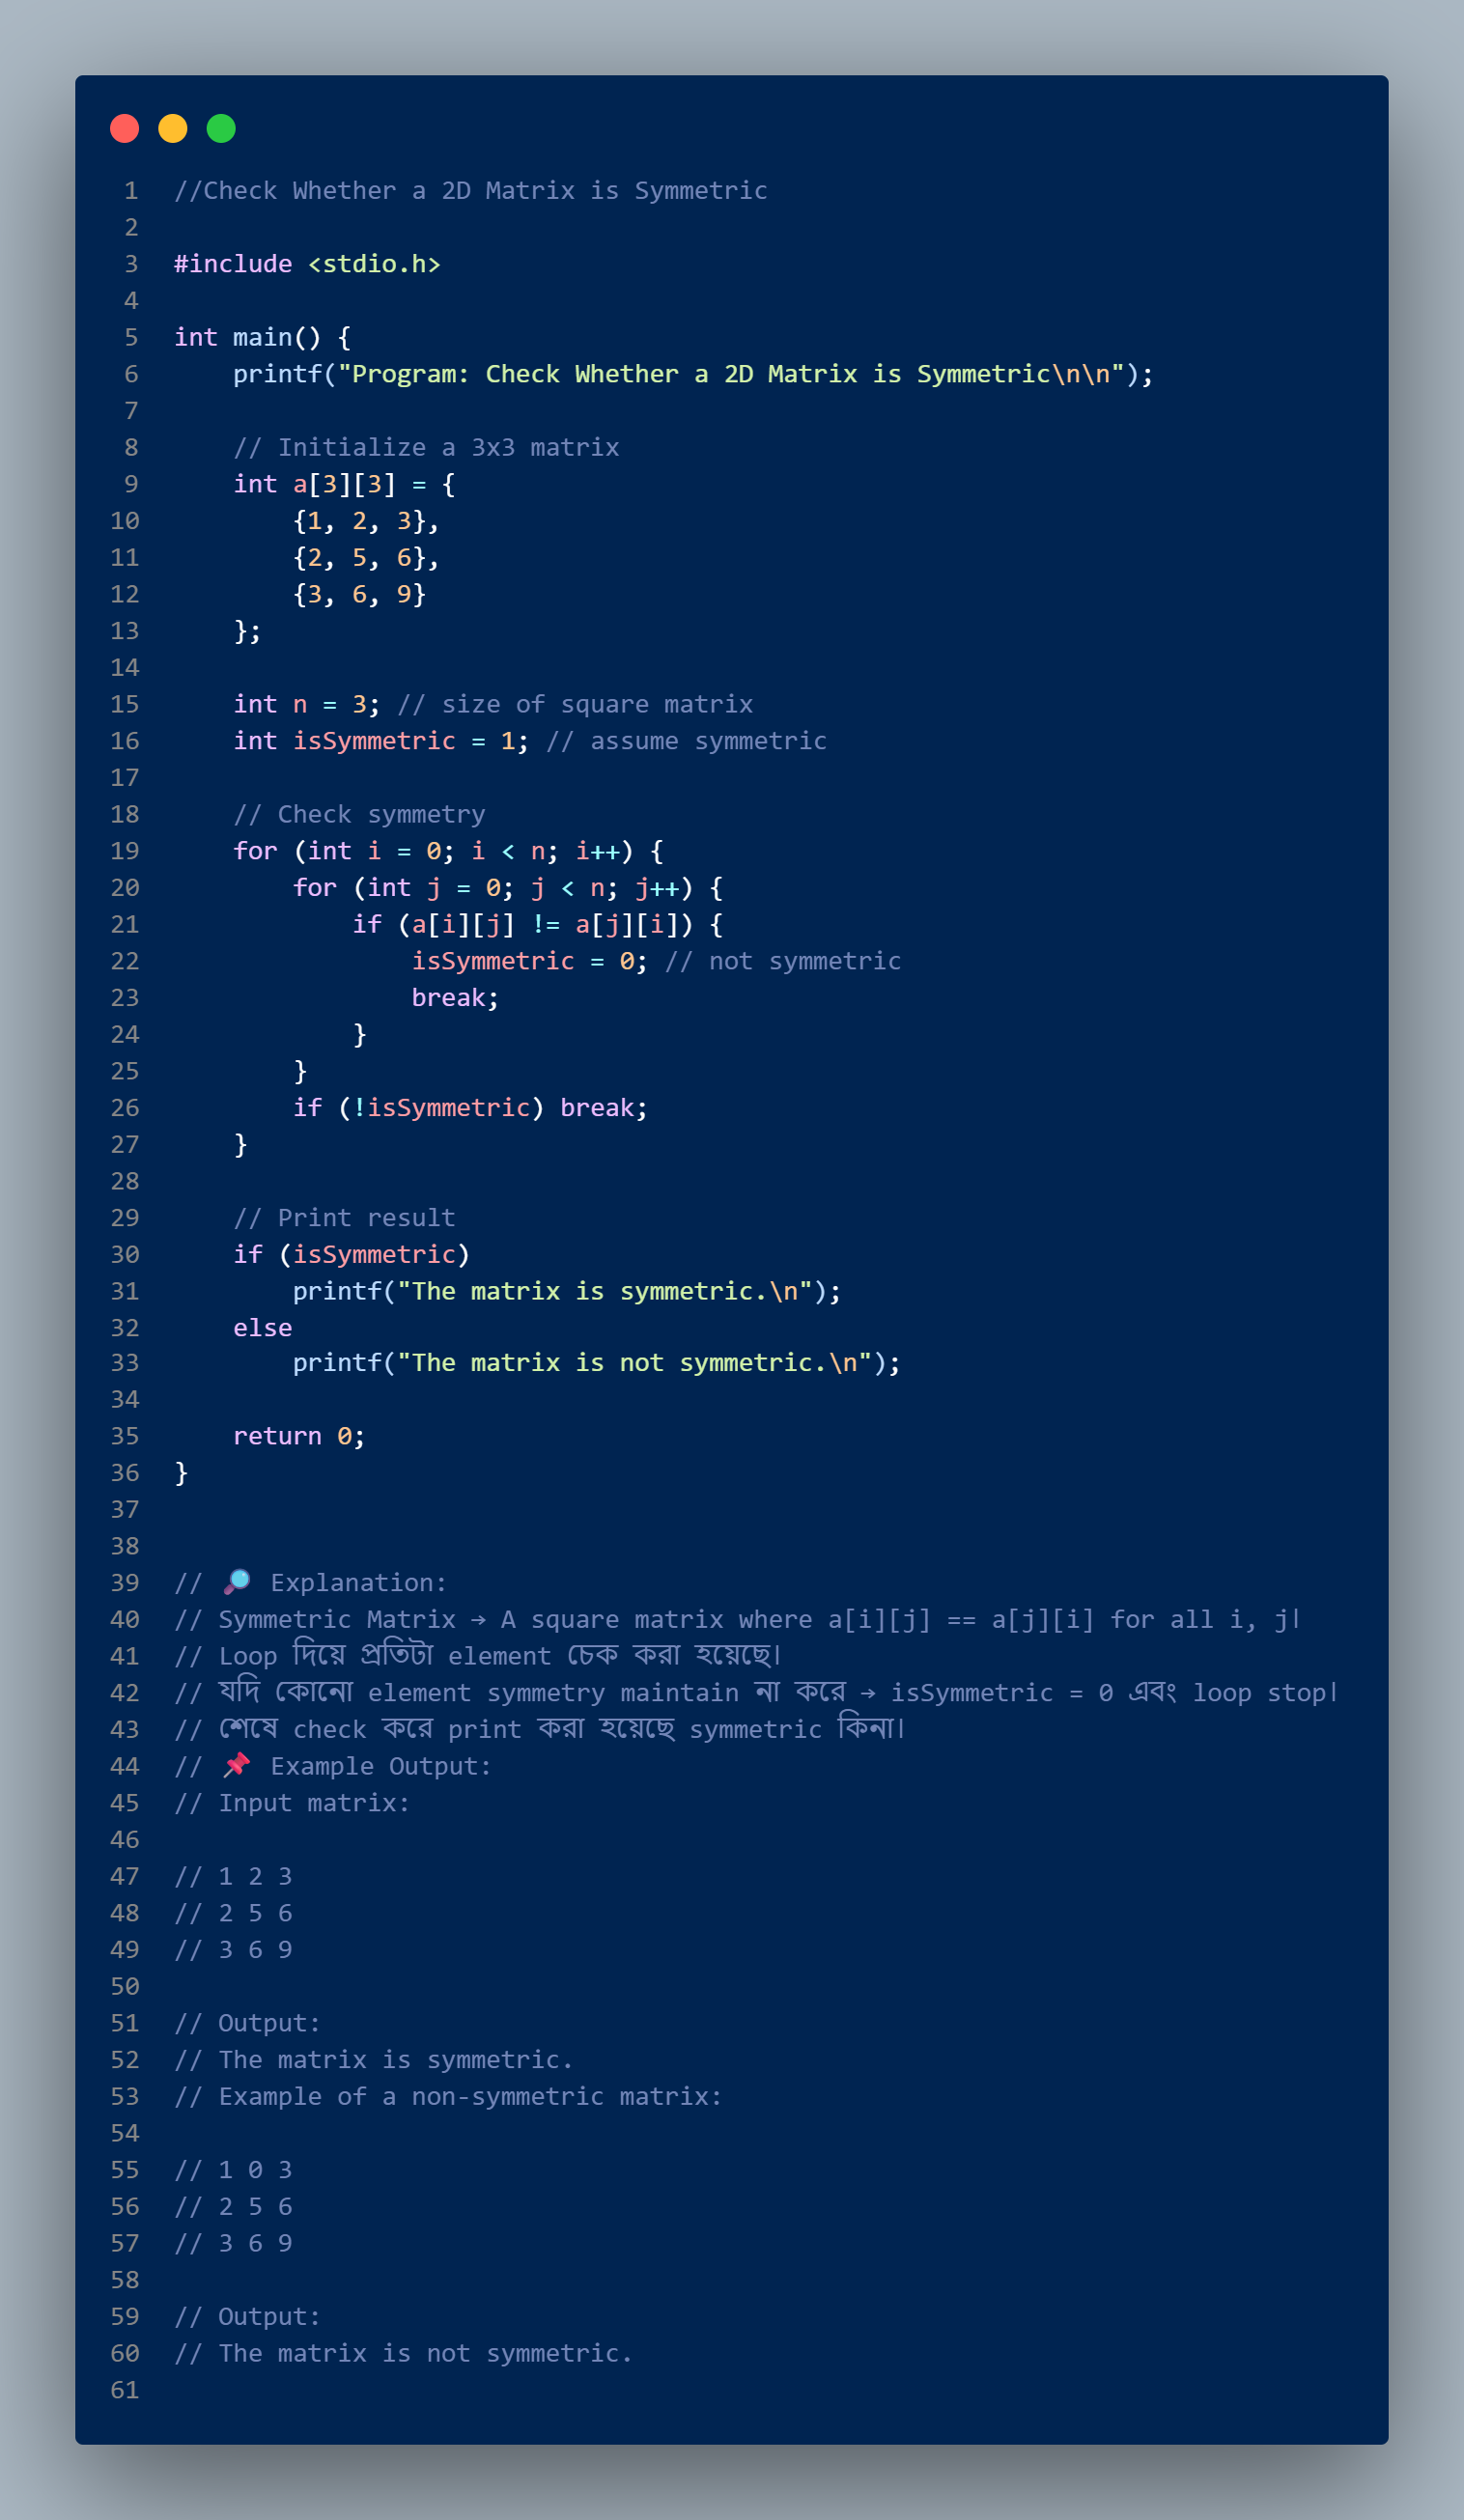 1 //Check Whether a 2D Matrix is Symmetric
2
3 #include <stdio.h>
4
5 int main() {
6     printf("Program: Check Whether a 2D Matrix is Symmetric\n\n");
7
8     // Initialize a 3x3 matrix
9     int a[3][3] = {
10         {1, 2, 3},
11         {2, 5, 6},
12         {3, 6, 9}
13     };
14
15     int n = 3; // size of square matrix
16     int isSymmetric = 1; // assume symmetric
17
18     // Check symmetry
19     for (int i = 0; i < n; i++) {
20         for (int j = 0; j < n; j++) {
21             if (a[i][j] != a[j][i]) {
22                 isSymmetric = 0; // not symmetric
23                 break;
24             }
25         }
26         if (!isSymmetric) break;
27     }
28
29     // Print result
30     if (isSymmetric)
31         printf("The matrix is symmetric.\n");
32     else
33         printf("The matrix is not symmetric.\n");
34
35     return 0;
36 }
37
38
39 // 🔎 Explanation:
40 // Symmetric Matrix → A square matrix where a[i][j] == a[j][i] for all i, j।
41 // Loop দিয়ে প্রতিটা element চেক করা হয়েছে।
42 // যদি কোনো element symmetry maintain না করে → isSymmetric = 0 এবং loop stop।
43 // শেষে check করে print করা হয়েছে symmetric কিনা।
44 // 📌 Example Output:
45 // Input matrix:
46
47 // 1 2 3
48 // 2 5 6
49 // 3 6 9
50
51 // Output:
52 // The matrix is symmetric.
53 // Example of a non-symmetric matrix:
54
55 // 1 0 3
56 // 2 5 6
57 // 3 6 9
58
59 // Output:
60 // The matrix is not symmetric.
61